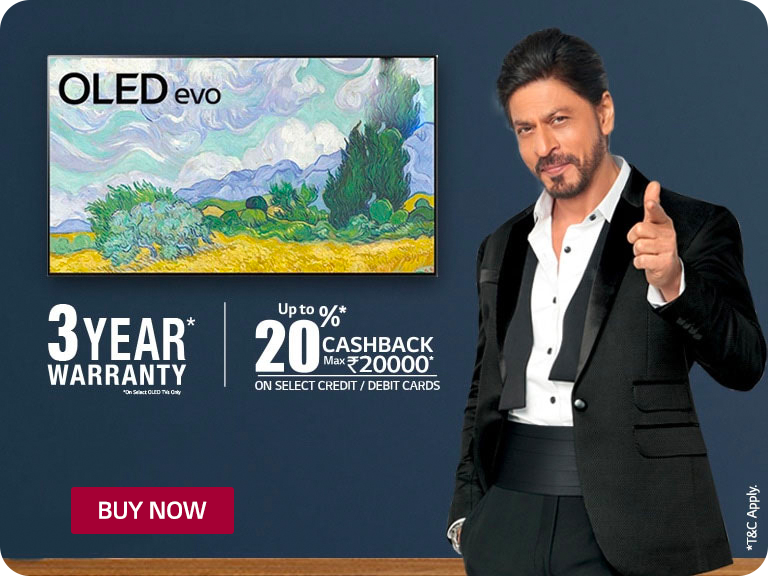 OLED evo
3 YEAR*
WARRANTY
*On Select OLED TVs Only
Up to
20%*
CASHBACK
Max ₹20000*
ON SELECT CREDIT / DEBIT CARDS
BUY NOW
*T&C Apply.